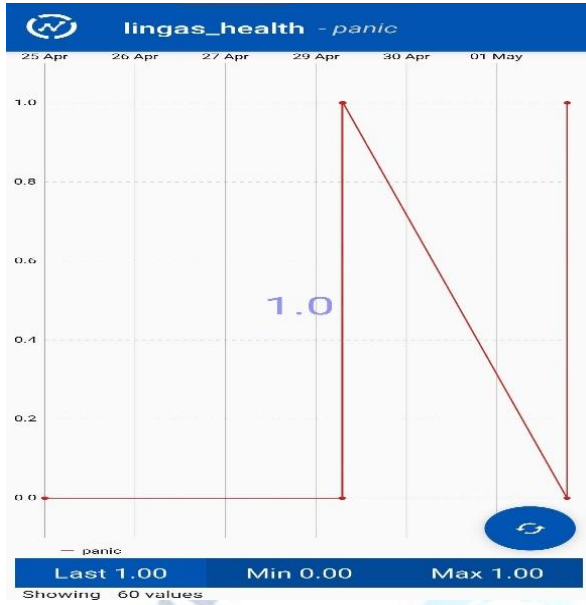 lingas_health - panic
25 Apr 26 Apr 27 Apr 29 Apr 30 Apr 01 May
1.0
0.8
0.6
1.0
0.4
0.2
0.0
— panic
Last 1.00 Min 0.00 Max 1.00
Showing 60 values